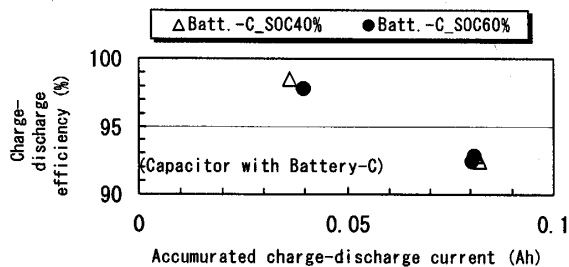 △Batt.-C_SOC40% ●Batt.-C_SOC60%
Charge-
discharge
efficiency (%)
100
95
90
(Capacitor with Battery-C)
0 0.05 0.1
Accumurated charge-discharge current (Ah)